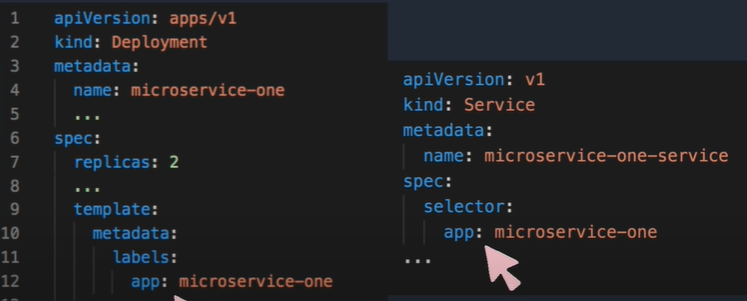 1 apiVersion: apps/v1
2 kind: Deployment
3 metadata:
4   name: microservice-one
5   ...
6 spec:
7   replicas: 2
8   ...
9   template:
10     metadata:
11       labels:
12         app: microservice-one
apiVersion: v1
kind: Service
metadata:
  name: microservice-one-service
spec:
  selector:
    app: microservice-one
...